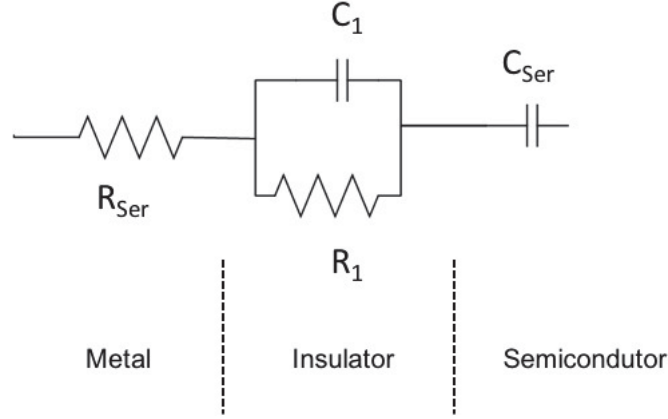 C1
CSer
RSer
R1
Metal
Insulator
Semicondutor